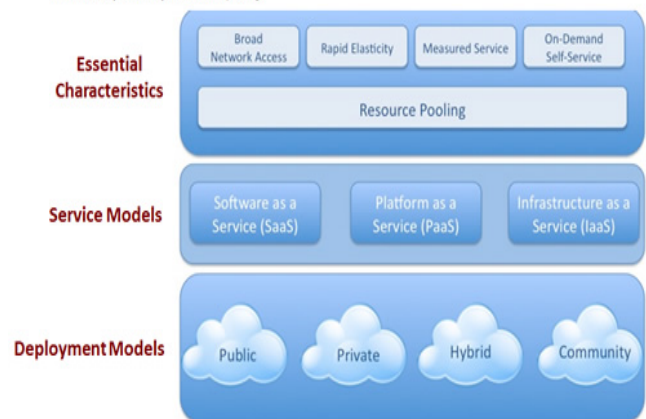 Essential
Characteristics
Broad
Network Access
Rapid Elasticity
Measured Service
On-Demand
Self-Service
Resource Pooling
Service Models
Software as a
Service (SaaS)
Platform as a
Service (PaaS)
Infrastructure as a
Service (IaaS)
Deployment Models
Public
Private
Hybrid
Community